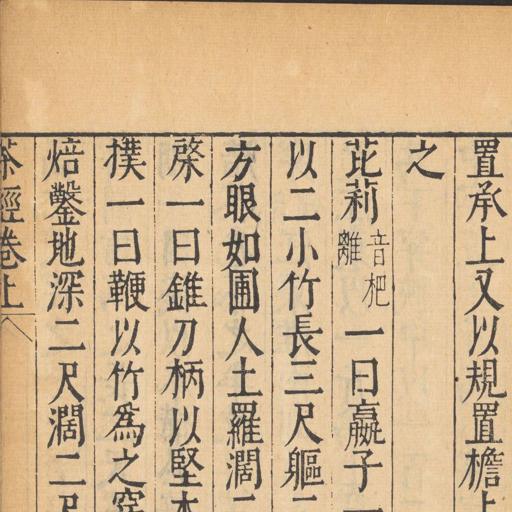 置承上又以規置檐上
之
芘莉音杷離一曰羸子一
以二小竹長三尺軀二
方眼如圃人土羅濶二
棨一曰錐刀柄以堅木
撲一曰鞭以竹為之穿
焙鑿地深二尺濶二尺
茶經卷上